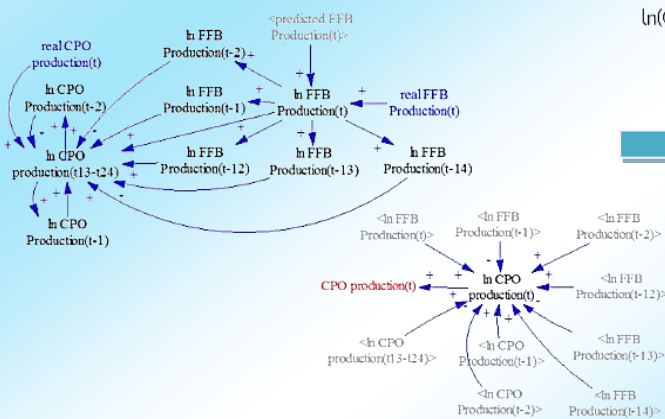 ln(
<predicted FFB
Production(t)>
real CPO
production(t)
ln FFB
Production(t-2)
ln CPO
Production(t-2)
ln FFB
Production(t-1)
ln FFB
Production(t)
real FFB
Production(t)
ln CPO
production(t13-t24)
ln FFB
Production(t-12)
ln FFB
Production(t-13)
ln FFB
Production(t-14)
ln CPO
Production(t-1)
<ln FFB
Production(t)>
<ln FFB
Production(t-1)>
<ln FFB
Production(t-2)>
CPO production(t)
ln CPO
production(t)
<ln FFB
Production(t-12)>
<ln CPO
production(t13-t24)>
<ln CPO
Production(t-1)>
<ln FFB
Production(t-13)>
<ln CPO
Production(t-2)>
<ln FFB
Production(t-14)>